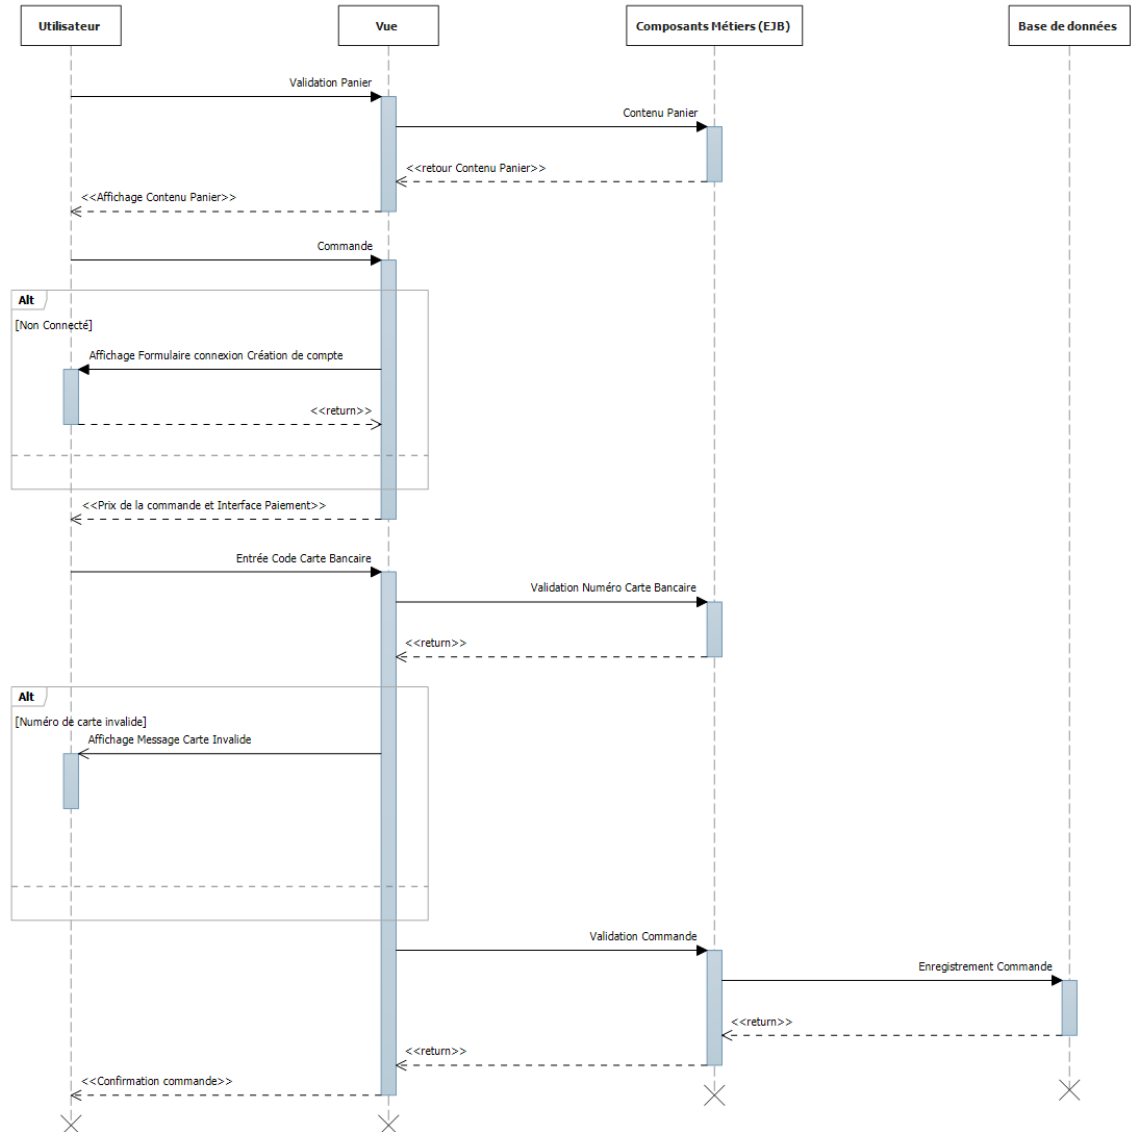 Utilisateur
Vue
Composants Métiers (EJB)
Base de données
Validation Panier
Contenu Panier
<<retour Contenu Panier>>
<<Affichage Contenu Panier>>
Commande
Alt
[Non Connecté]
Affichage Formulaire connexion Création de compte
<<return>>
<<Prix de la commande et Interface Paiement>>
Entrée Code Carte Bancaire
Validation Numéro Carte Bancaire
<<return>>
Alt
[Numéro de carte invalide]
Affichage Message Carte Invalide
Validation Commande
Enregistrement Commande
<<return>>
<<return>>
<<Confirmation commande>>